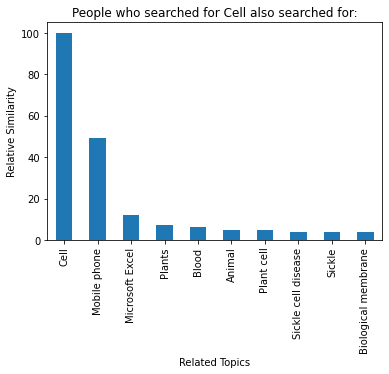 People who searched for Cell also searched for:
Relative Similarity
100
80
60
40
20
0
Cell
Mobile phone
Microsoft Excel
Plants
Blood
Animal
Plant cell
Sickle cell disease
Sickle
Biological membrane
Related Topics